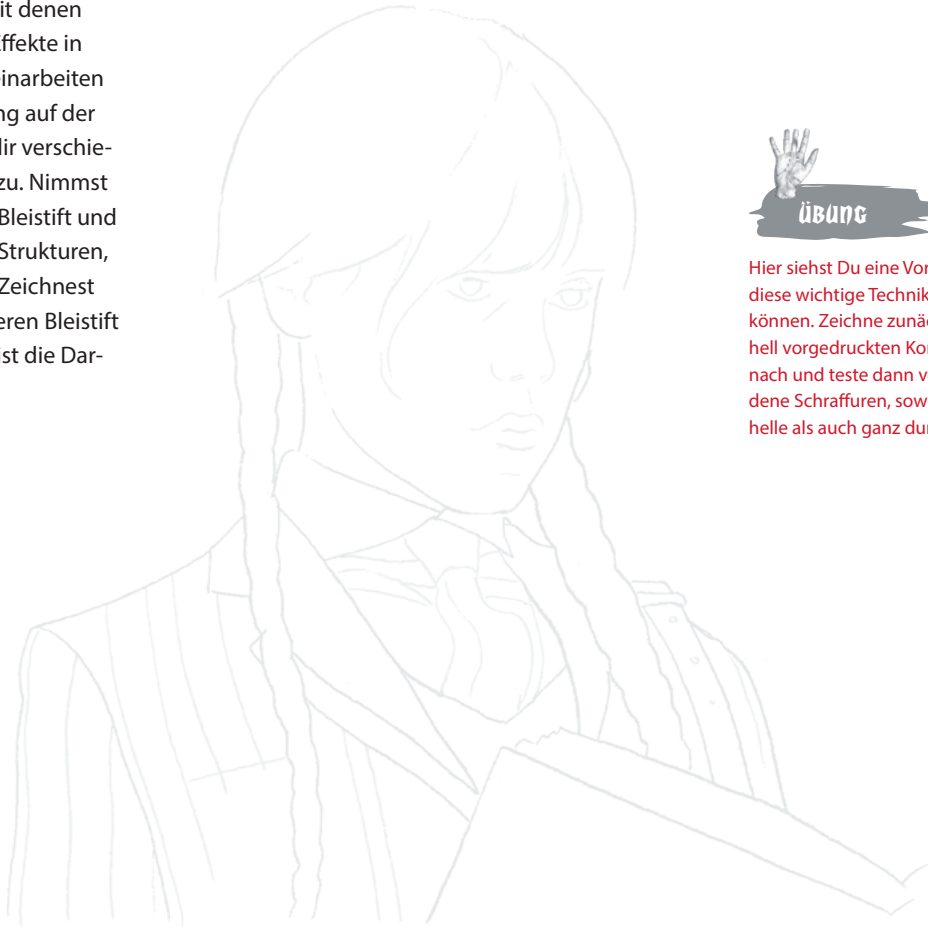 it denen
Effekte in
einarbeiten
ng auf der
dir verschie-
zu. Nimmst
Bleistift und
Strukturen,
Zeichnest
eren Bleistift
ist die Dar-
ÜBUNG
Hier siehst Du eine Vor
diese wichtige Technik
können. Zeichne zunäc
hell vorgedruckten Kon
nach und teste dann v
dene Schraffuren, sow
helle als auch ganz dun